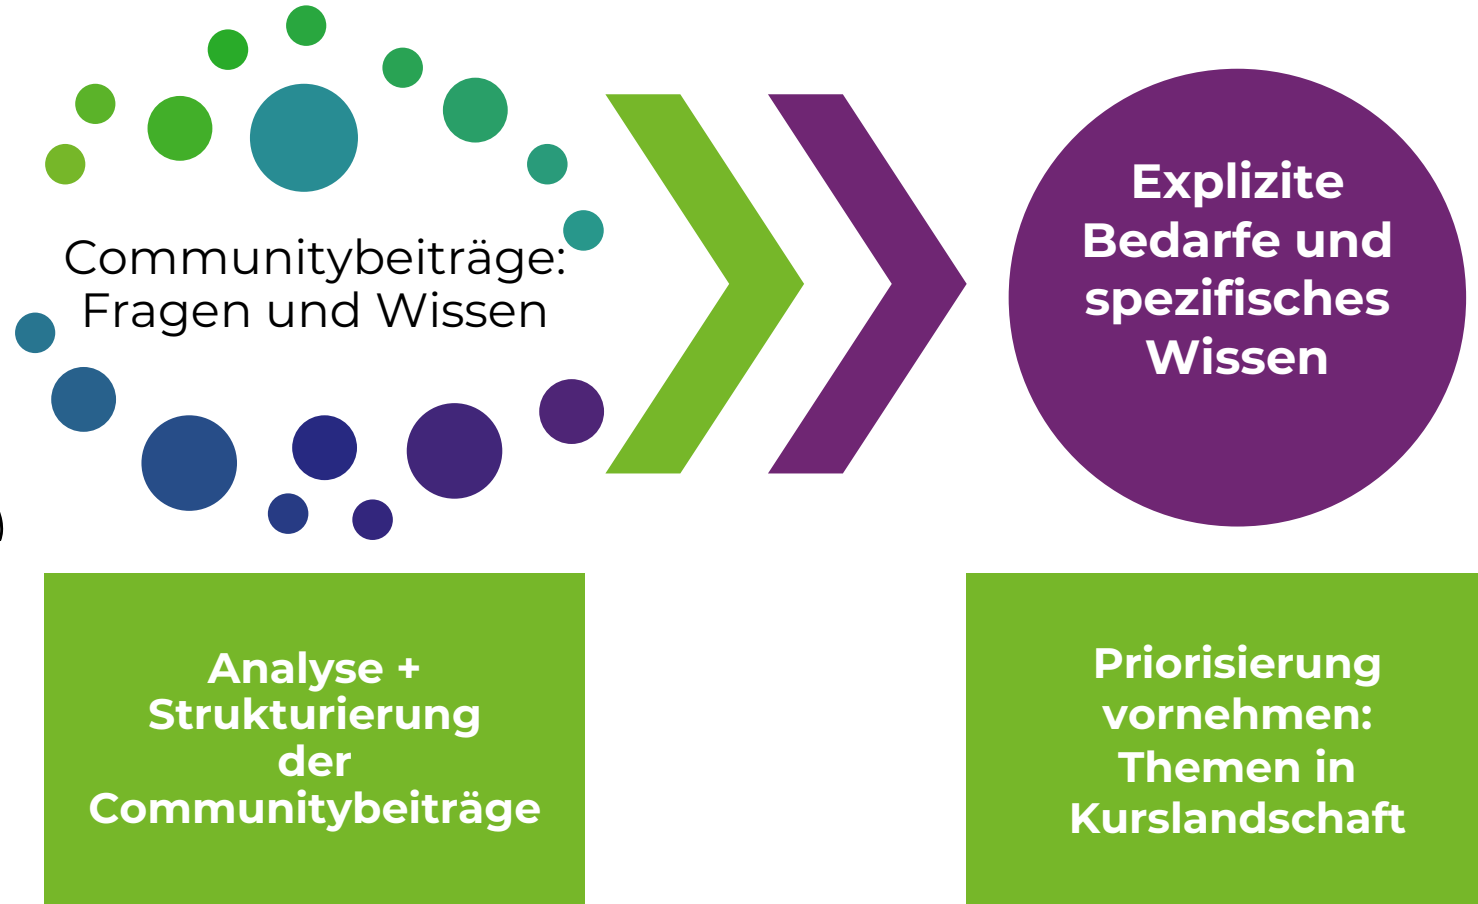 Communitybeiträge:
Fragen und Wissen
Explizite
Bedarfe und
spezifisches
Wissen
Analyse +
Strukturierung
der
Communitybeiträge
Priorisierung
vornehmen:
Themen in
Kurslandschaft